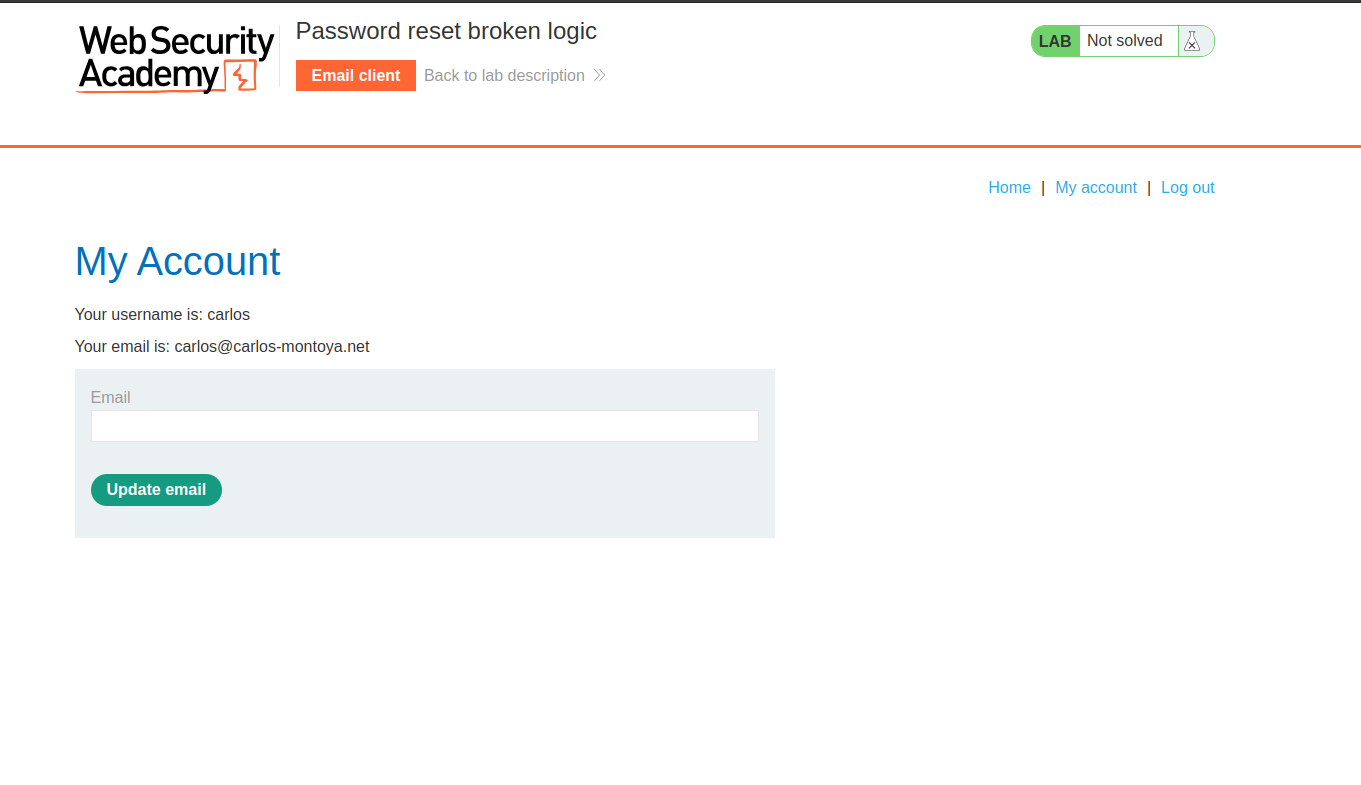 Web Security
Academy
Password reset broken logic
Email client
Back to lab description
LAB
Not solved
Home | My account | Log out
My Account
Your username is: carlos
Your email is: carlos@carlos-montoya.net
Email
Update email